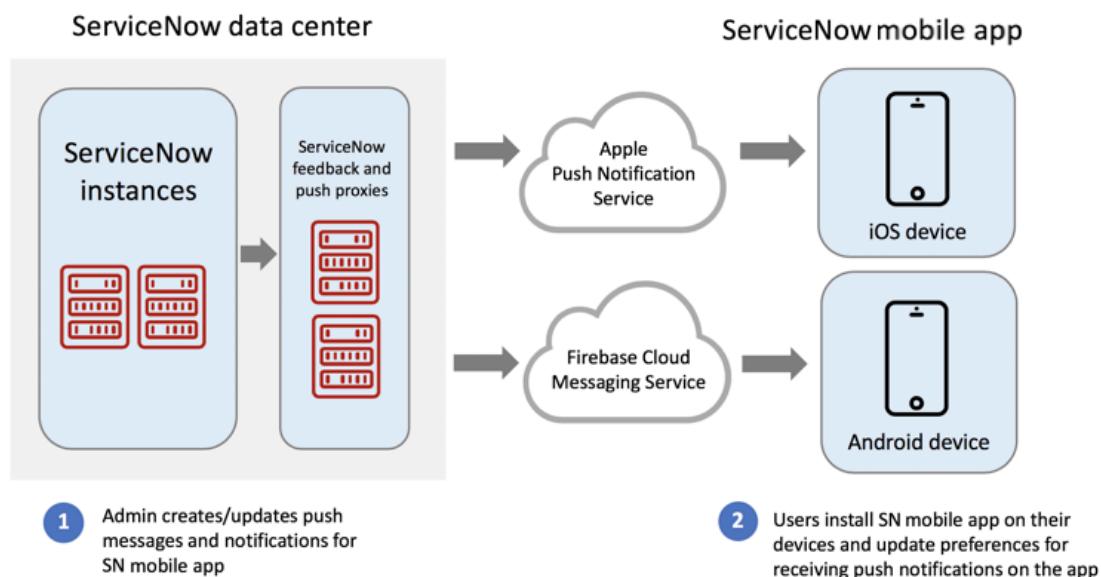 ServiceNow data center
ServiceNow mobile app
ServiceNow
instances
ServiceNow
feedback and
push proxies
Apple
Push Notification
Service
iOS device
Firebase Cloud
Messaging Service
Android device
1
Admin creates/updates push
messages and notifications for
SN mobile app
2
Users install SN mobile app on their
devices and update preferences for
receiving push notifications on the app